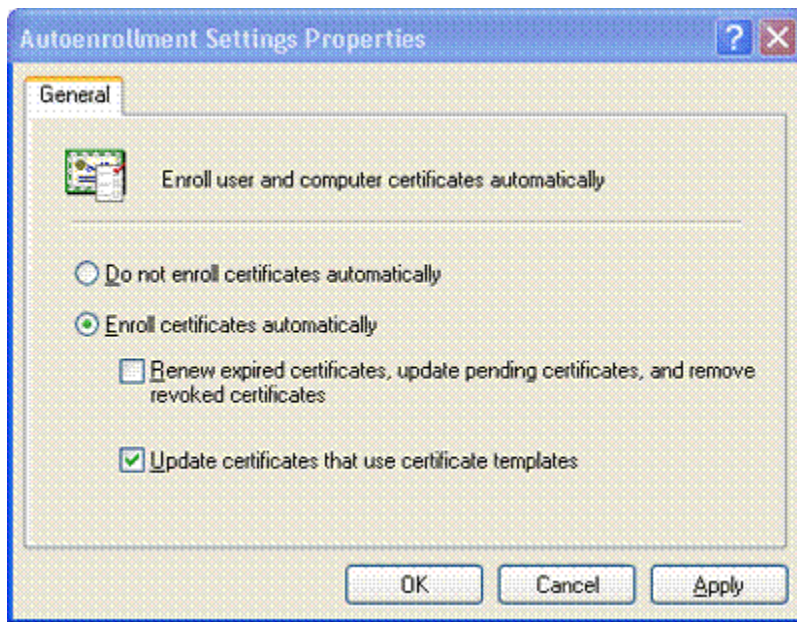 Autoenrollment Settings Properties
General
Enroll user and computer certificates automatically
Do not enroll certificates automatically
Enroll certificates automatically
Renew expired certificates, update pending certificates, and remove
revoked certificates
Update certificates that use certificate templates
OK Cancel Apply